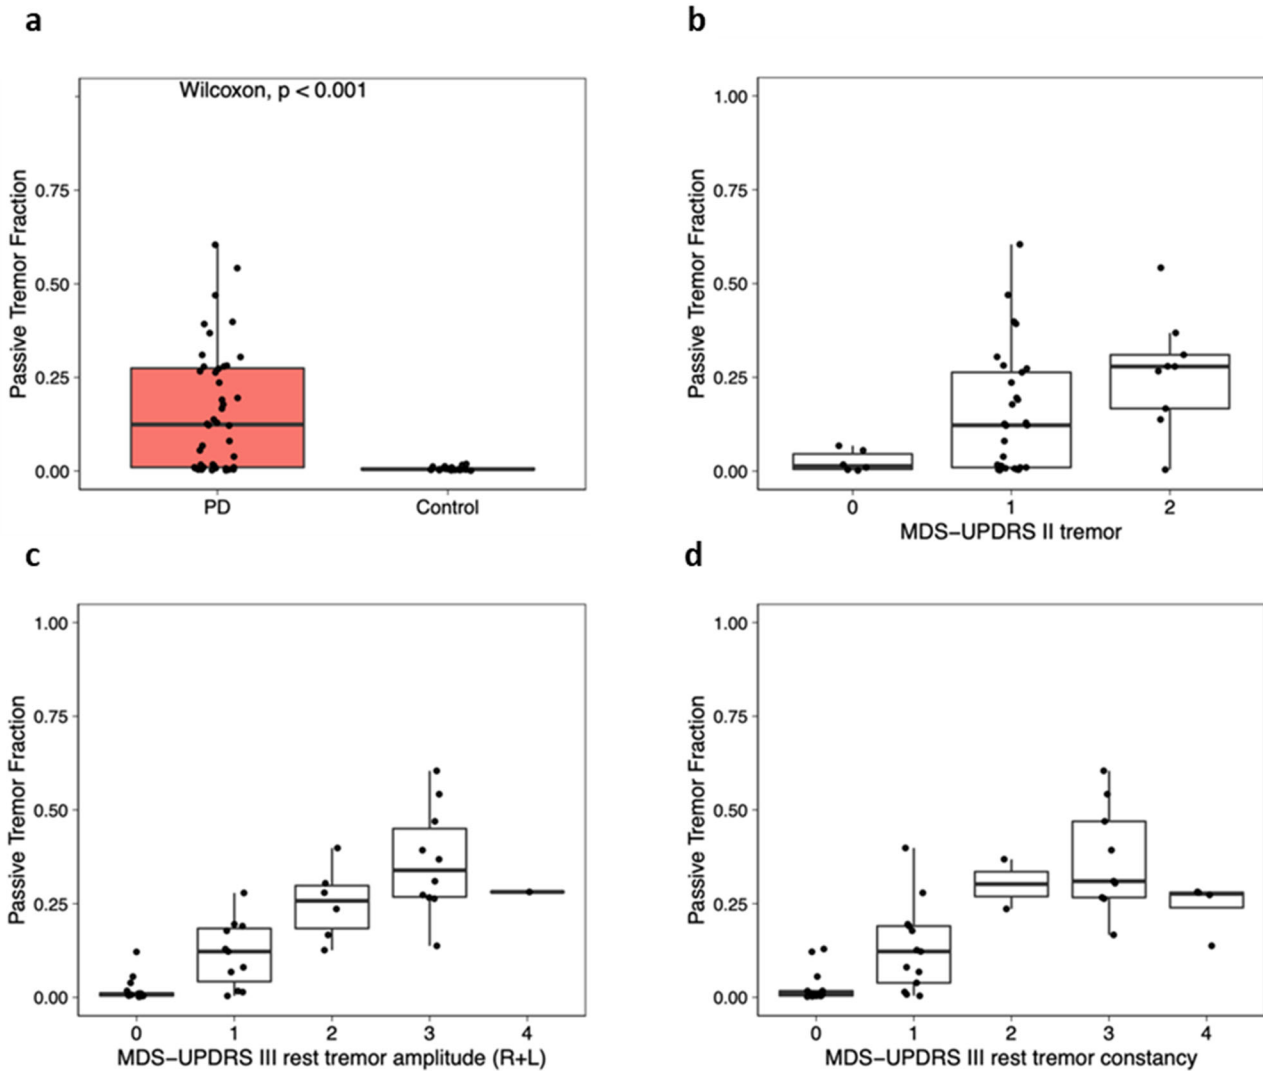 a
Wilcoxon, p < 0.001
Passive Tremor Fraction
0.75
0.50
0.25
0.00
PD Control
b
Passive Tremor Fraction
1.00
0.75
0.50
0.25
0.00
0 1 2
MDS−UPDRS II tremor
c
Passive Tremor Fraction
1.00
0.75
0.50
0.25
0.00
0 1 2 3 4
MDS−UPDRS III rest tremor amplitude (R+L)
d
Passive Tremor Fraction
1.00
0.75
0.50
0.25
0.00
0 1 2 3 4
MDS−UPDRS III rest tremor constancy